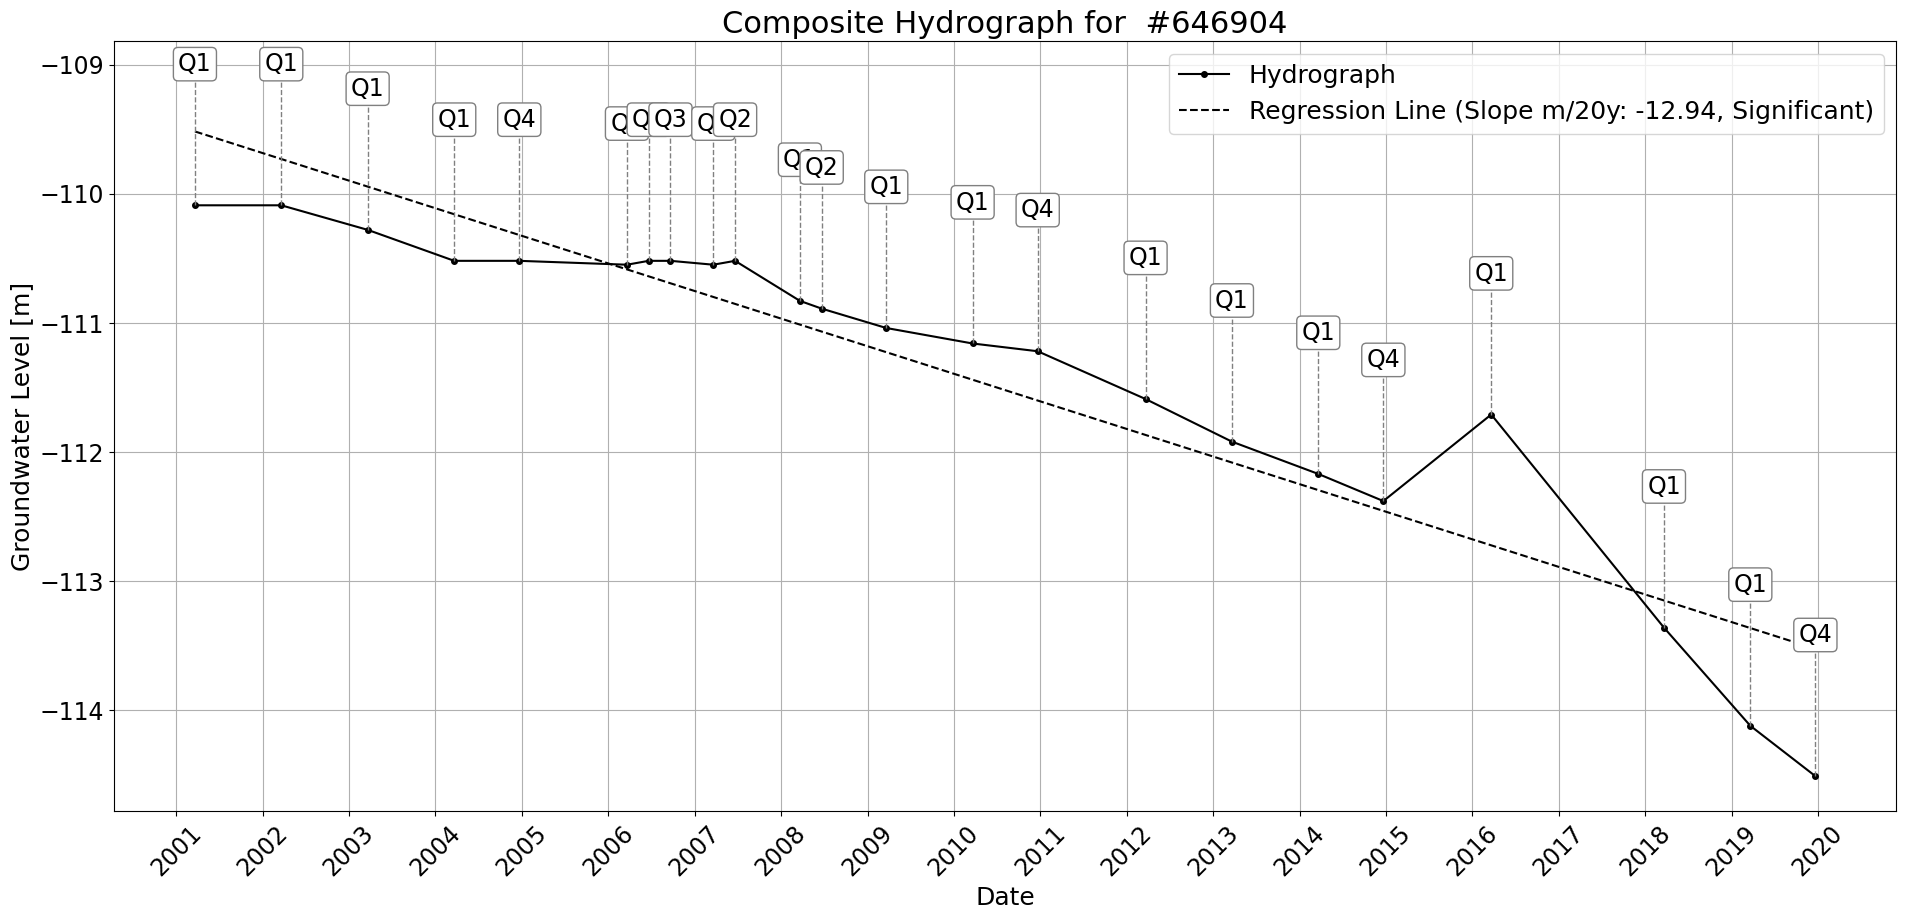 Composite Hydrograph for  #646904
Hydrograph
Regression Line (Slope m/20y: -12.94, Significant)
Q1
Q1
Q1
Q1
Q4
Q3
Q2
Q2
Q1
Q1
Q4
Q1
Q1
Q1
Q4
Q1
Q1
Q1
Q4
Groundwater Level [m]
−109
−110
−111
−112
−113
−114
2001
2002
2003
2004
2005
2006
2007
2008
2009
2010
2011
2012
2013
2014
2015
2016
2017
2018
2019
2020
Date